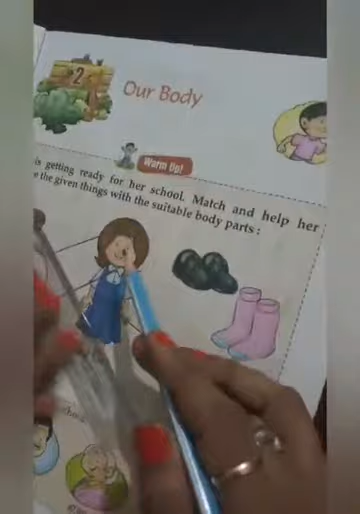 2
Our Body
Warm Up!
is getting ready for her school. Match and help her
the given things with the suitable body parts :